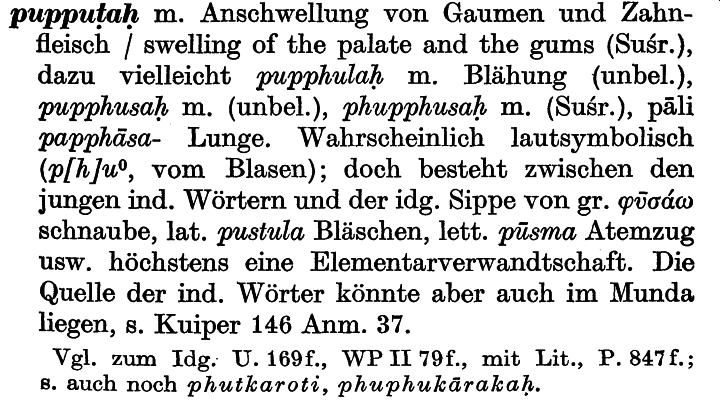 puppuṭaḥ m. Anschwellung von Gaumen und Zahn-
fleisch / swelling of the palate and the gums (Suśr.),
dazu vielleicht pupphulaḥ m. Blähung (unbel.),
pupphusaḥ m. (unbel.), phupphusaḥ m. (Suśr.), pāli
papphāsa- Lunge. Wahrscheinlich lautsymbolisch
(p[h]u⁰, vom Blasen); doch besteht zwischen den
jungen ind. Wörtern und der idg. Sippe von gr. φῡσάω
schnaube, lat. pustula Bläschen, lett. pūsma Atemzug
usw. höchstens eine Elementarverwandtschaft. Die
Quelle der ind. Wörter könnte aber auch im Munda
liegen, s. Kuiper 146 Anm. 37.
Vgl. zum Idg. U. 169f., WP II 79f., mit Lit., P. 847f.;
s. auch noch phutkaroti, phuphukārakaḥ.